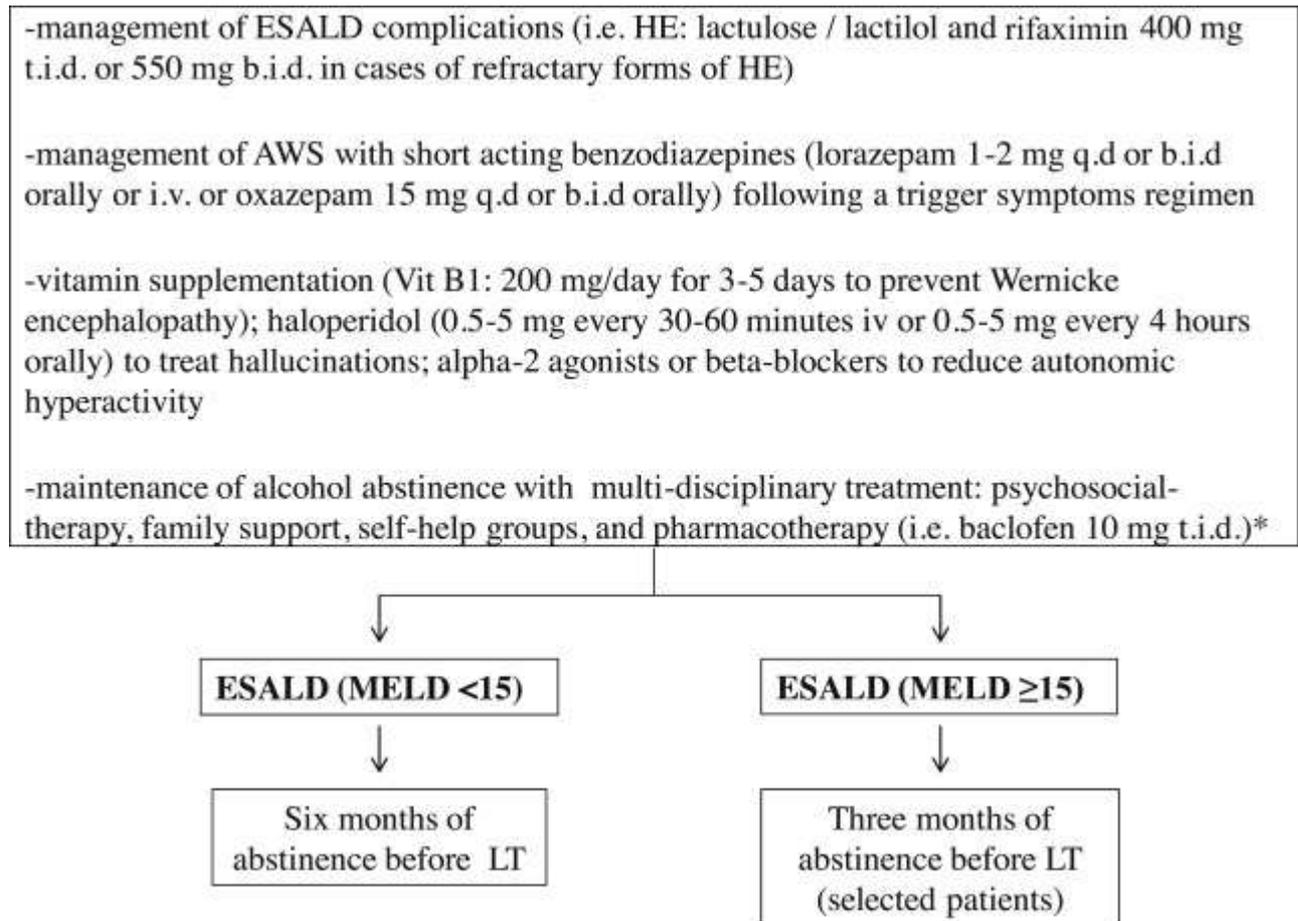 -management of ESALD complications (i.e. HE: lactulose / lactilol and rifaximin 400 mg
t.i.d. or 550 mg b.i.d. in cases of refractary forms of HE)
-management of AWS with short acting benzodiazepines (lorazepam 1-2 mg q.d or b.i.d
orally or i.v. or oxazepam 15 mg q.d or b.i.d orally) following a trigger symptoms regimen
-vitamin supplementation (Vit B1: 200 mg/day for 3-5 days to prevent Wernicke
encephalopathy); haloperidol (0.5-5 mg every 30-60 minutes iv or 0.5-5 mg every 4 hours
orally) to treat hallucinations; alpha-2 agonists or beta-blockers to reduce autonomic
hyperactivity
-maintenance of alcohol abstinence with multi-disciplinary treatment: psychosocial-
therapy, family support, self-help groups, and pharmacotherapy (i.e. baclofen 10 mg t.i.d.)*
ESALD (MELD <15)
ESALD (MELD ≥15)
Six months of
abstinence before LT
Three months of
abstinence before LT
(selected patients)